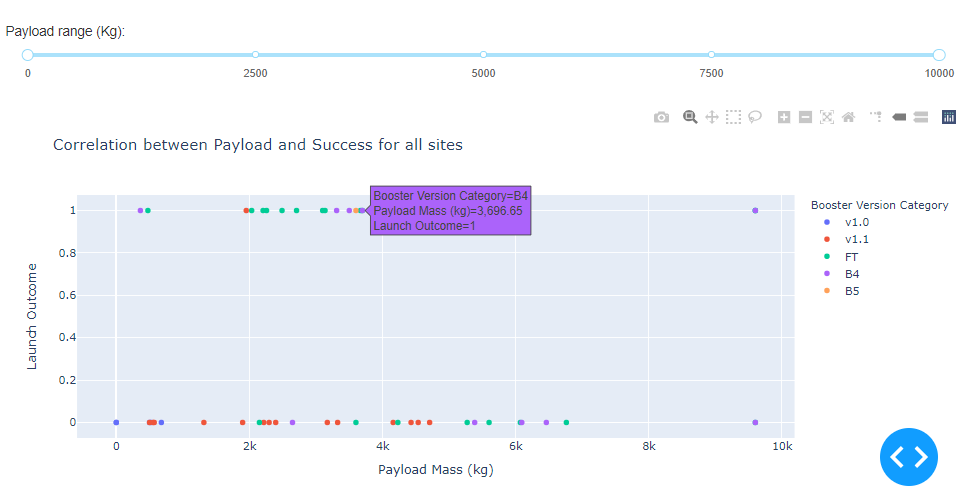 Payload range (Kg):
0 2500 5000 7500 10000
Correlation between Payload and Success for all sites
Booster Version Category=B4
Payload Mass (kg)=3,696.65
Launch Outcome=1
Booster Version Category
v1.0
v1.1
FT
B4
B5
Launch Outcome
1
0.8
0.6
0.4
0.2
0
0 2k 4k 6k 8k 10k
Payload Mass (kg)